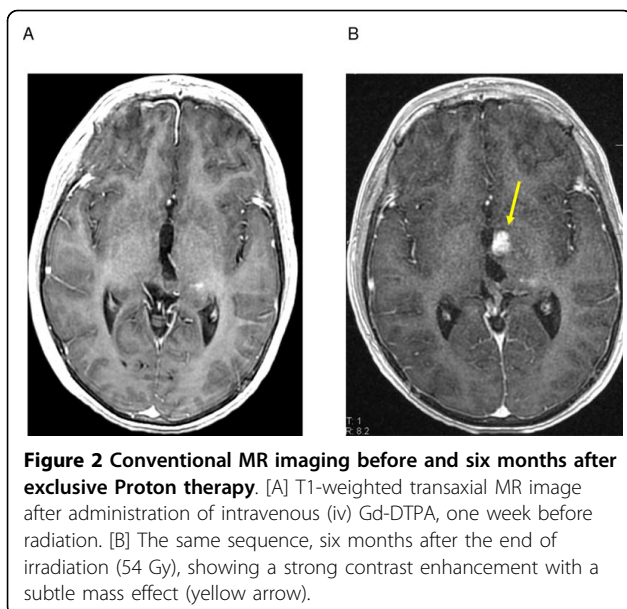 A
B
T: 1
R: 8.2
Figure 2 Conventional MR imaging before and six months after
exclusive Proton therapy. [A] T1-weighted transaxial MR image
after administration of intravenous (iv) Gd-DTPA, one week before
radiation. [B] The same sequence, six months after the end of
irradiation (54 Gy), showing a strong contrast enhancement with a
subtle mass effect (yellow arrow).